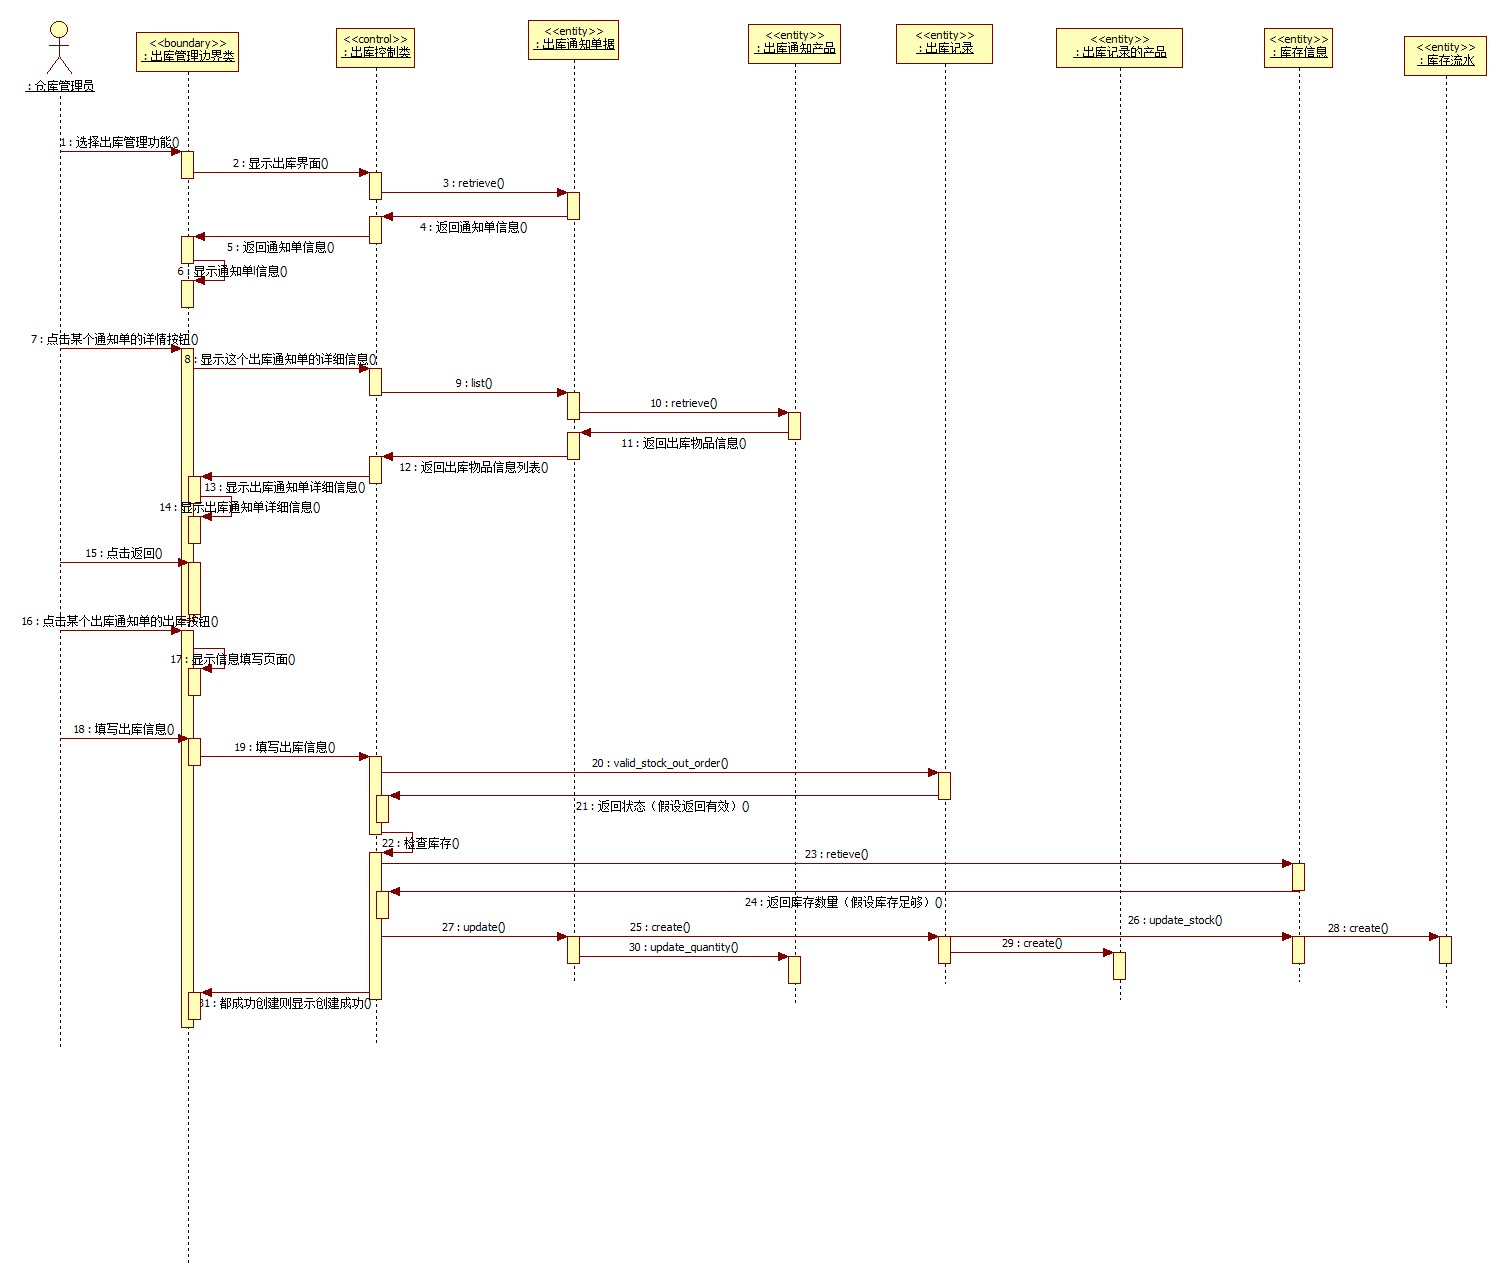 <<boundary>>
: 出库管理边界类
<<control>>
: 出库控制类
<<entity>>
: 出库通知单据
<<entity>>
: 出库通知产品
<<entity>>
: 出库记录
<<entity>>
: 出库记录的产品
<<entity>>
: 库存信息
<<entity>>
: 库存流水
: 仓库管理员
1 : 选择出库管理功能()
2 : 显示出库界面()
3 : retrieve()
4 : 返回通知单信息()
5 : 返回通知单信息()
6 : 显示通知单信息()
7 : 点击某个通知单的详情按钮()
8 : 显示这个出库通知单的详细信息()
9 : list()
10 : retrieve()
11 : 返回出库物品信息()
12 : 返回出库物品信息列表()
13 : 显示出库通知单详细信息()
14 : 显示出库通知单详细信息()
15 : 点击返回()
16 : 点击某个出库通知单的出库按钮()
17 : 显示信息填写页面()
18 : 填写出库信息()
19 : 填写出库信息()
20 : valid_stock_out_order()
21 : 返回状态（假设返回有效）()
22 : 检查库存()
23 : retieve()
24 : 返回库存数量（假设库存足够）()
27 : update()
25 : create()
26 : update_stock()
28 : create()
30 : update_quantity()
29 : create()
31 : 都成功创建则显示创建成功()